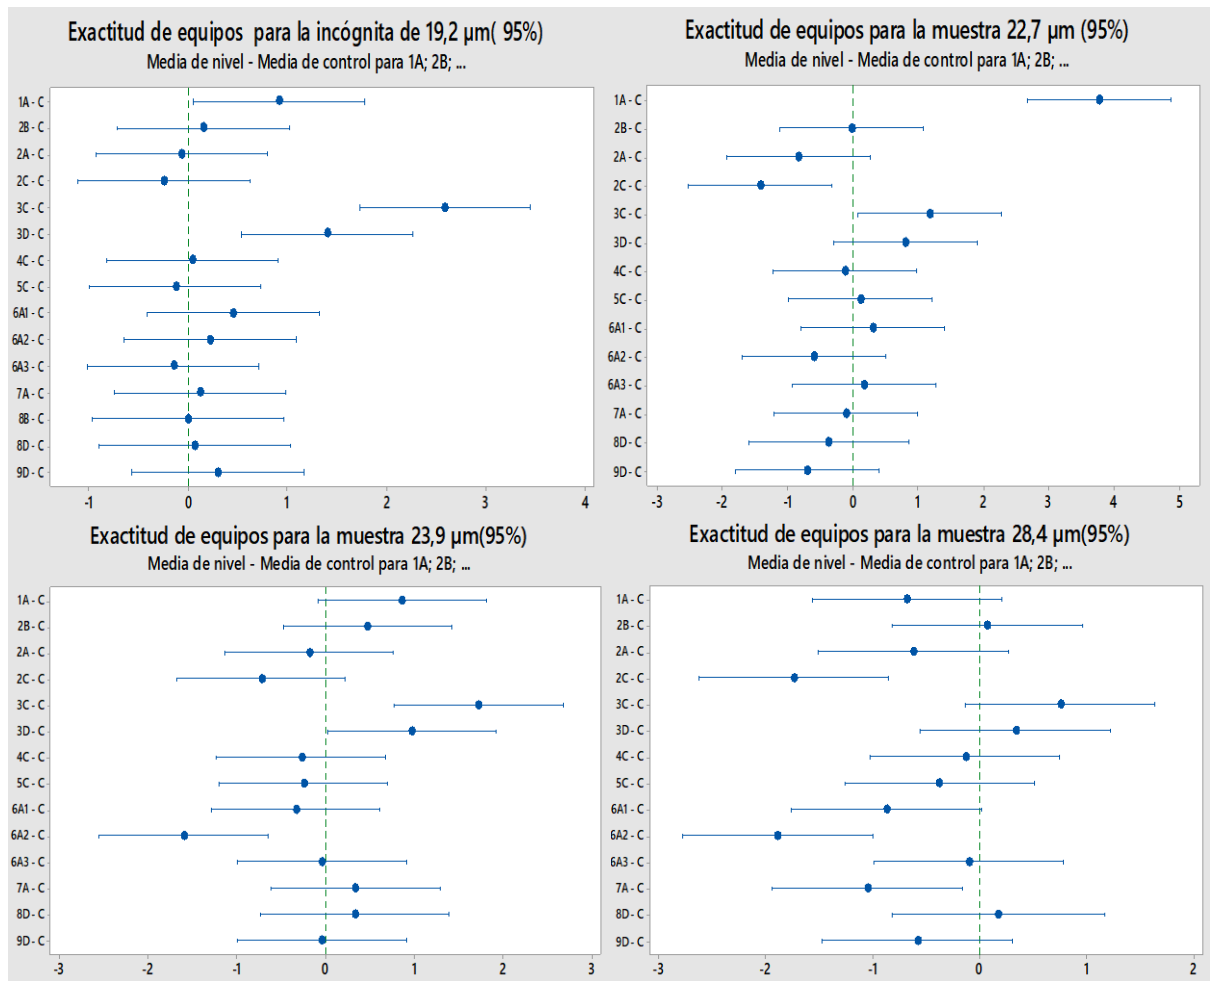 Exactitud de equipos para la incógnita de 19,2 µm( 95%)
Media de nivel - Media de control para 1A; 2B; ...
1A - C
2B - C
2A - C
2C - C
3C - C
3D - C
4C - C
5C - C
6A1 - C
6A2 - C
6A3 - C
7A - C
8B - C
8D - C
9D - C
-1 0 1 2 3 4
Exactitud de equipos para la muestra 22,7 µm (95%)
Media de nivel - Media de control para 1A; 2B; ...
1A - C
2B - C
2A - C
2C - C
3C - C
3D - C
4C - C
5C - C
6A1 - C
6A2 - C
6A3 - C
7A - C
8D - C
9D - C
-3 -2 -1 0 1 2 3 4 5
Exactitud de equipos para la muestra 23,9 µm(95%)
Media de nivel - Media de control para 1A; 2B; ...
1A - C
2B - C
2A - C
2C - C
3C - C
3D - C
4C - C
5C - C
6A1 - C
6A2 - C
6A3 - C
7A - C
8D - C
9D - C
-3 -2 -1 0 1 2 3
Exactitud de equipos para la muestra 28,4 µm(95%)
Media de nivel - Media de control para 1A; 2B; ...
1A - C
2B - C
2A - C
2C - C
3C - C
3D - C
4C - C
5C - C
6A1 - C
6A2 - C
6A3 - C
7A - C
8D - C
9D - C
-3 -2 -1 0 1 2